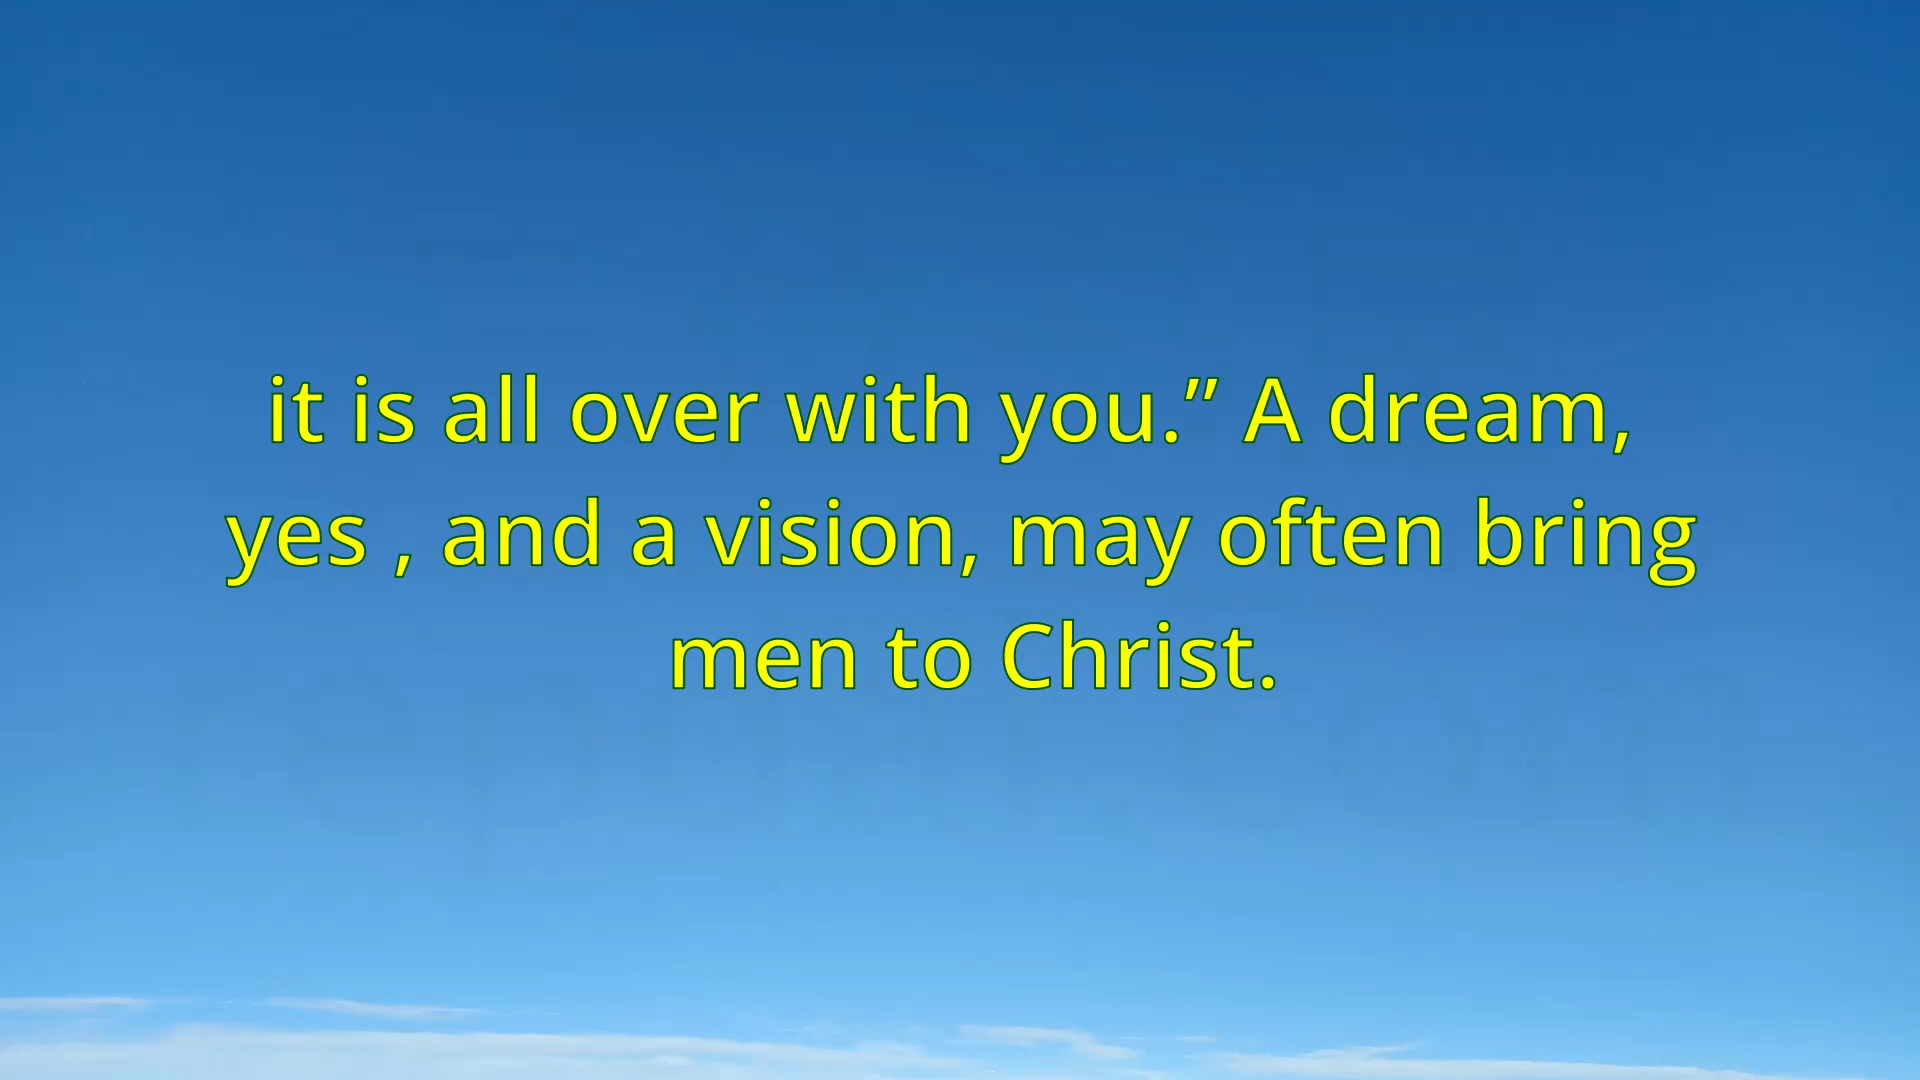 it is all over with you.” A dream,
yes , and a vision, may often bring
men to Christ.